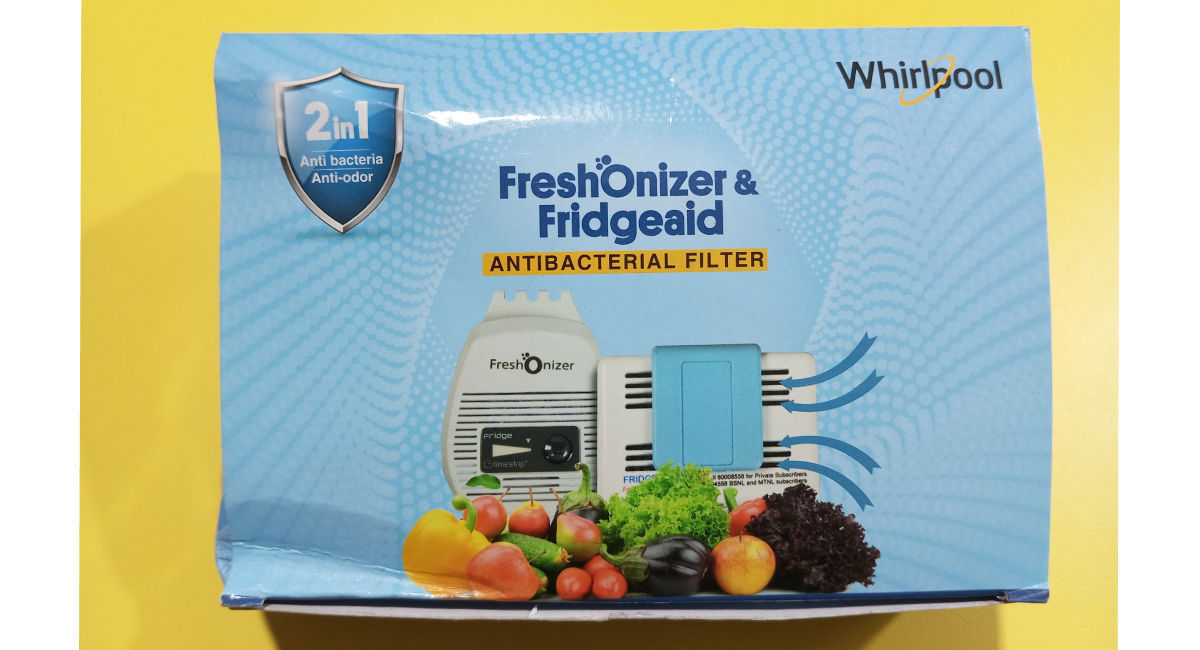 2in1
Anti bacteria
Anti-odor
Whirlpool
FreshOnizer &
Fridgeaid
ANTIBACTERIAL FILTER
FreshOnizer
Fridge
timestrip®
60008558 for Private Subscribers
BSNL and MTNL subscribers